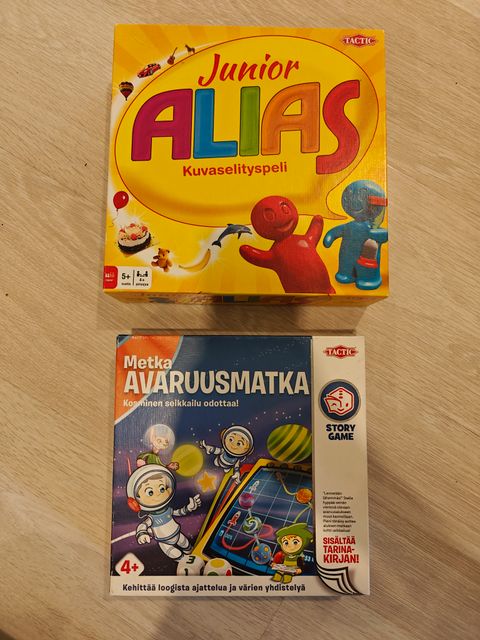 TACTIC
Junior
ALIAS
Kuvaselityspeli
5+
4+
Metka
AVARUUSMATKA
Kosminen seikkailu odottaa!
TACTIC
STORY
GAME
SISÄLTÄÄ
TARINA-
KIRJAN!
4+
Kehittää loogista ajattelua ja värien yhdistelyä